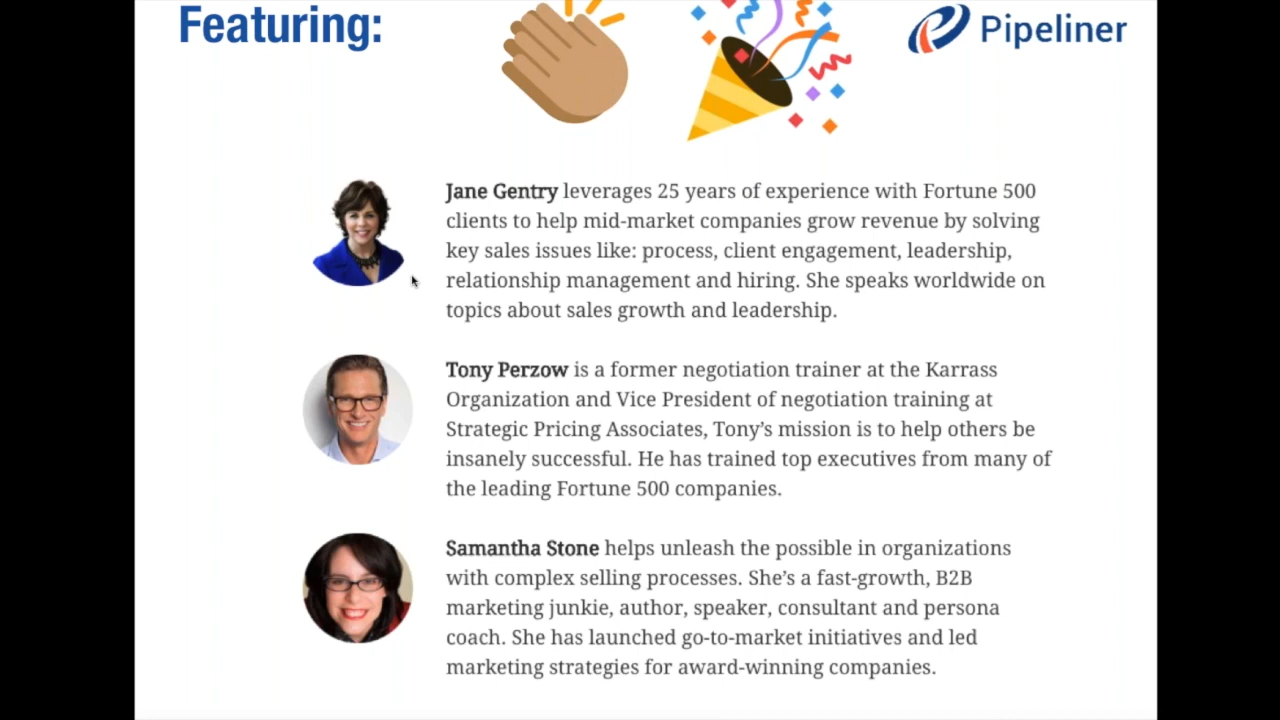 Featuring:
Pipeliner
Jane Gentry leverages 25 years of experience with Fortune 500
clients to help mid-market companies grow revenue by solving
key sales issues like: process, client engagement, leadership,
relationship management and hiring. She speaks worldwide on
topics about sales growth and leadership.
Tony Perzow is a former negotiation trainer at the Karrass
Organization and Vice President of negotiation training at
Strategic Pricing Associates, Tony’s mission is to help others be
insanely successful. He has trained top executives from many of
the leading Fortune 500 companies.
Samantha Stone helps unleash the possible in organizations
with complex selling processes. She’s a fast-growth, B2B
marketing junkie, author, speaker, consultant and persona
coach. She has launched go-to-market initiatives and led
marketing strategies for award-winning companies.